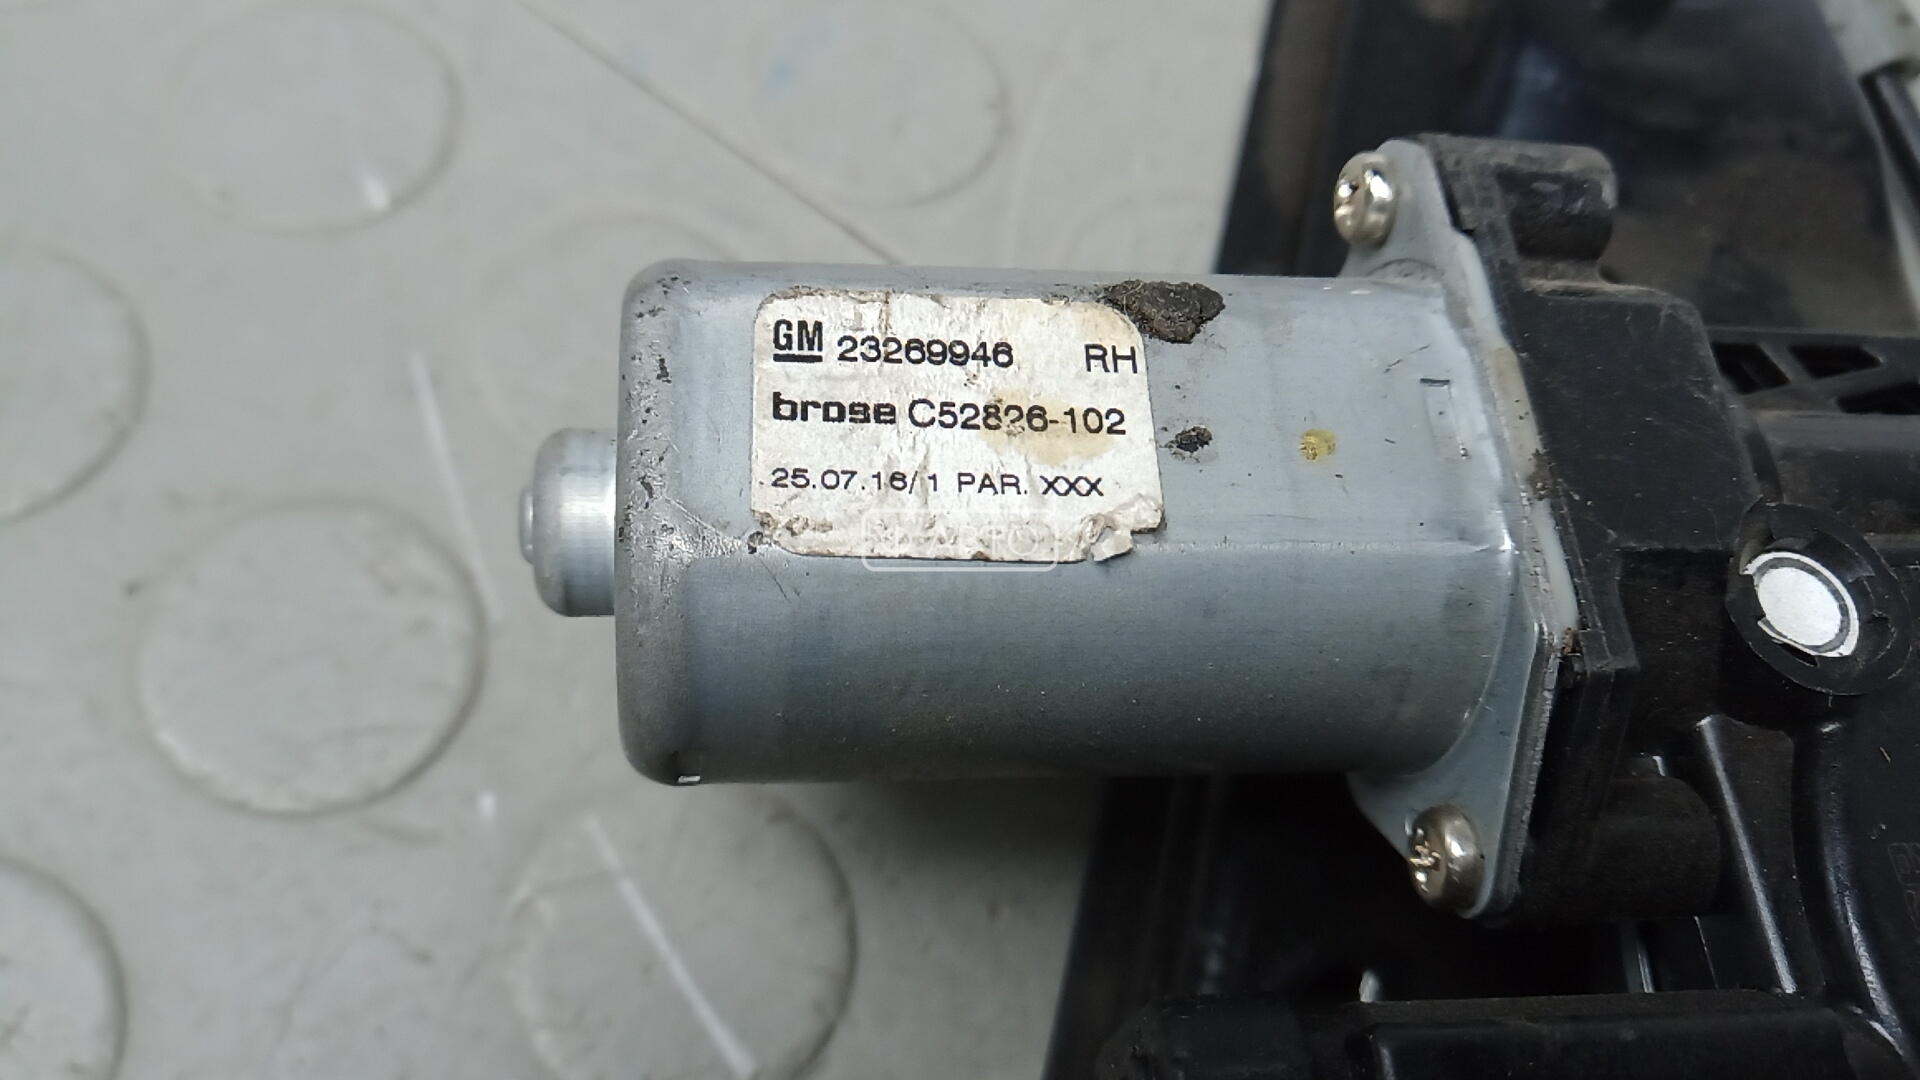 GM 23269946 RH
brose C52826-102
25.07.16/1 PAR. XXX